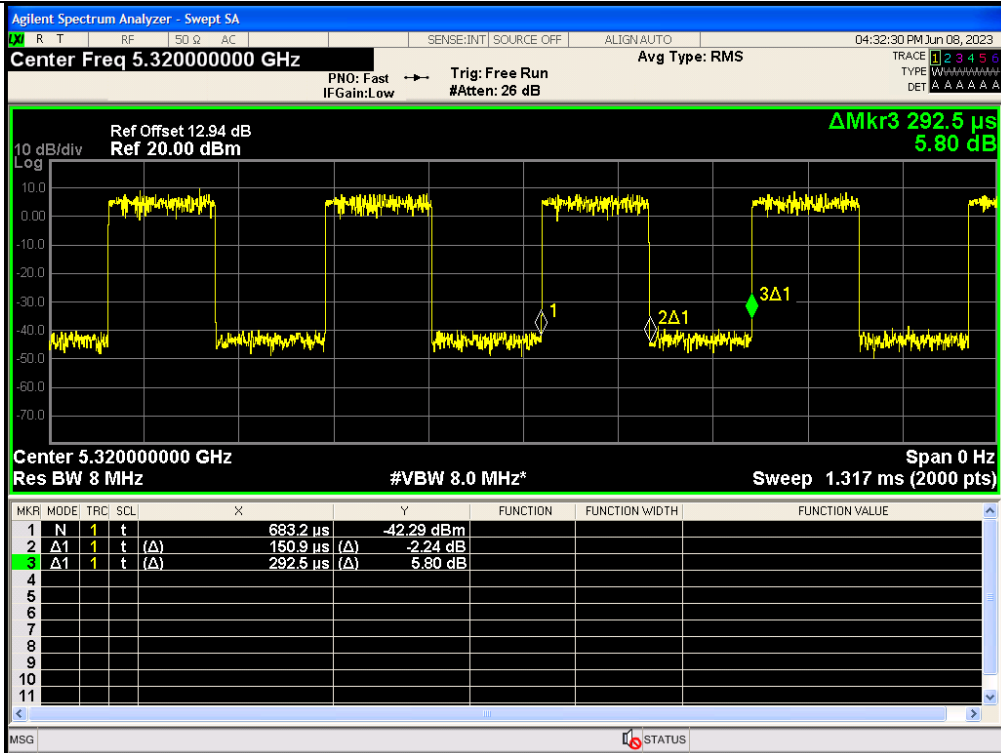 Agilent Spectrum Analyzer - Swept SA
LXI R T RF 50 Ω AC SENSE:INT SOURCE OFF ALIGN AUTO 04:32:30 PM Jun 08, 2023
Center Freq 5.320000000 GHz Avg Type: RMS TRACE 1 2 3 4 5 6
PNO: Fast Trig: Free Run TYPE W
IFGain:Low #Atten: 26 dB DET A A A A A A
ΔMkr3 292.5 µs
Ref Offset 12.94 dB
10 dB/div Ref 20.00 dBm 5.80 dB
Log
10.0
0.00
-10.0
-20.0
-30.0
3Δ1
1
2Δ1
-40.0
-50.0
-60.0
-70.0
Center 5.320000000 GHz Span 0 Hz
Res BW 8 MHz #VBW 8.0 MHz* Sweep 1.317 ms (2000 pts)
MKR MODE TRC SCL X Y FUNCTION FUNCTION WIDTH FUNCTION VALUE
1 N 1 t 683.2 µs -42.29 dBm
2 Δ1 1 t (Δ) 150.9 µs (Δ) -2.24 dB
3 Δ1 1 t (Δ) 292.5 µs (Δ) 5.80 dB
4
5
6
7
8
9
10
11
MSG STATUS